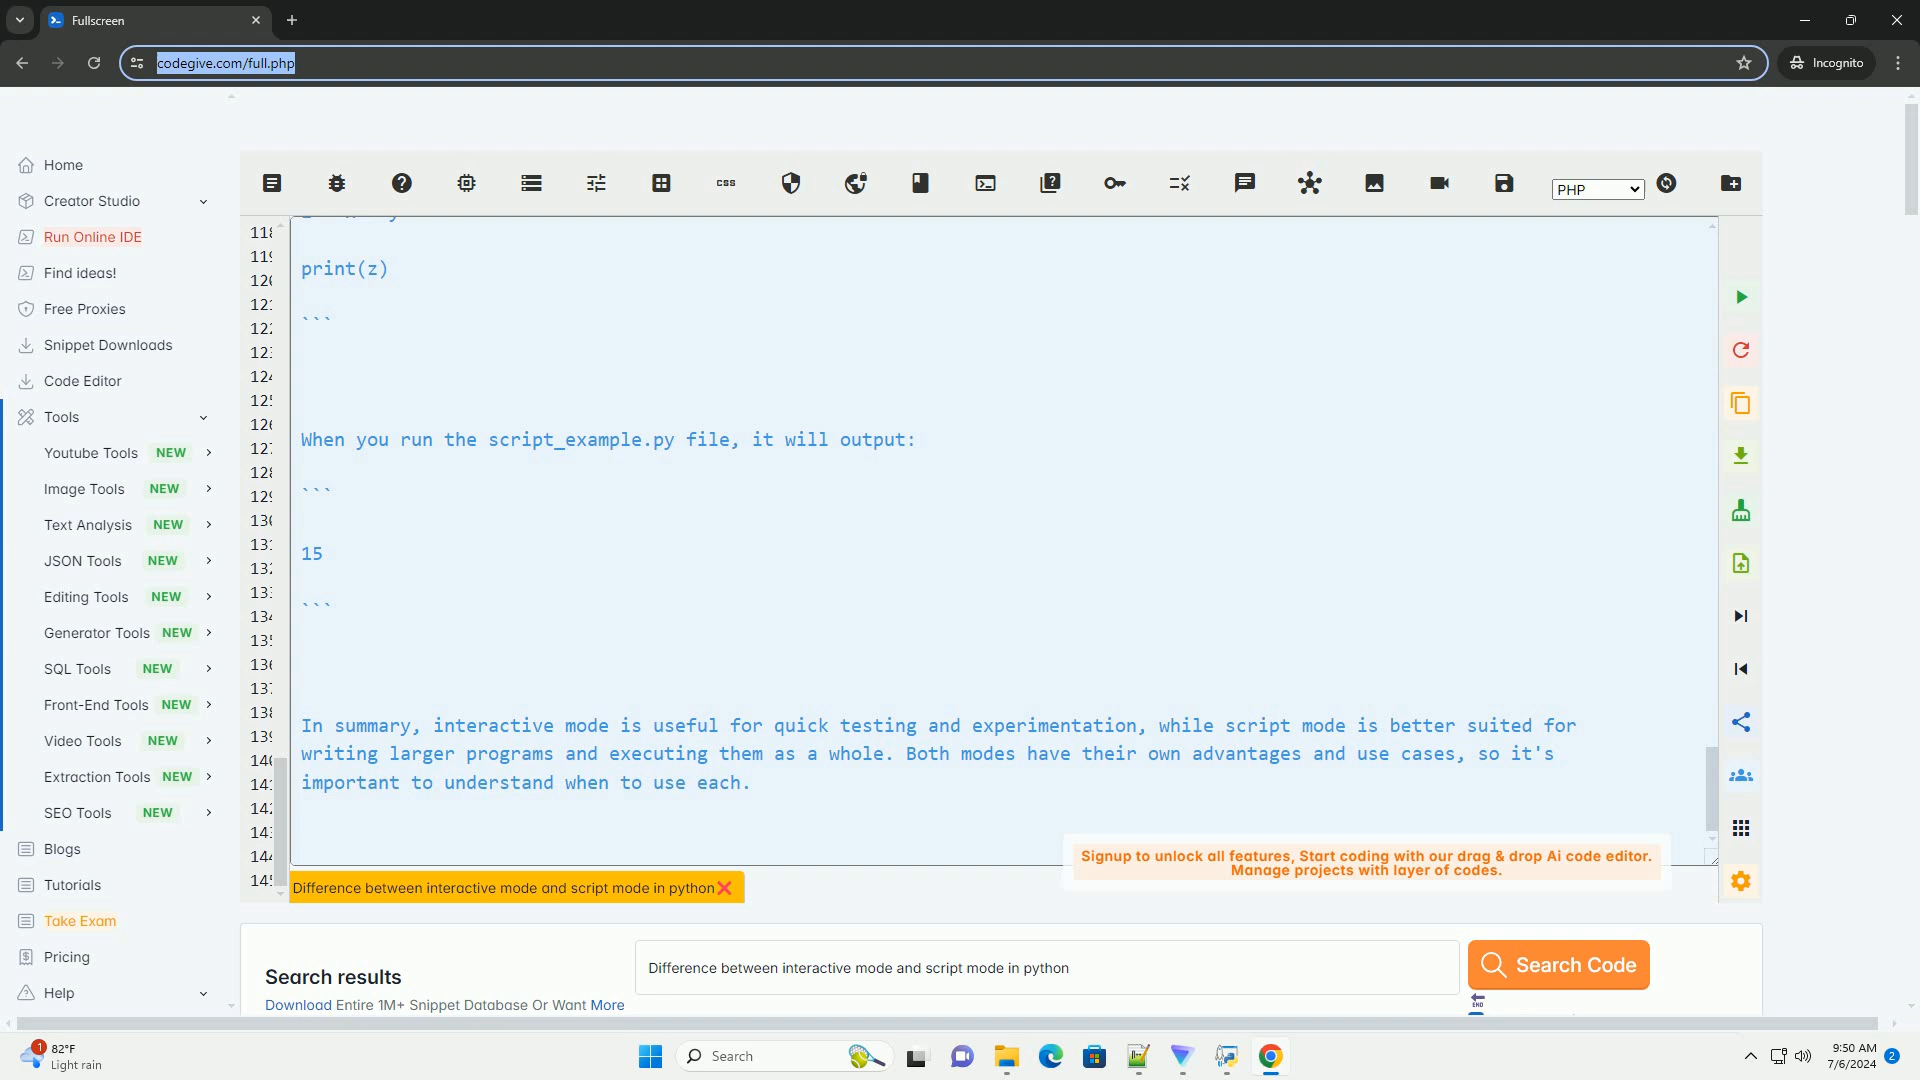 Fullscreen
codegive.com/full.php
Incognito
Home
Creator Studio
Run Online IDE
Find ideas!
Free Proxies
Snippet Downloads
Code Editor
Tools
Youtube Tools NEW
Image Tools NEW
Text Analysis NEW
JSON Tools NEW
Editing Tools NEW
Generator Tools NEW
SQL Tools NEW
Front-End Tools NEW
Video Tools NEW
Extraction Tools NEW
SEO Tools NEW
Blogs
Tutorials
Take Exam
Pricing
Help
CSS
PHP
print(z)
```
When you run the script_example.py file, it will output:
```
15
```
In summary, interactive mode is useful for quick testing and experimentation, while script mode is better suited for
writing larger programs and executing them as a whole. Both modes have their own advantages and use cases, so it's
important to understand when to use each.
Signup to unlock all features, Start coding with our drag & drop Ai code editor.
Manage projects with layer of codes.
Difference between interactive mode and script mode in python
Search results
Download Entire 1M+ Snippet Database Or Want More
Difference between interactive mode and script mode in python
Search Code
END
1
82°F
Light rain
Search
9:50 AM
7/6/2024
2